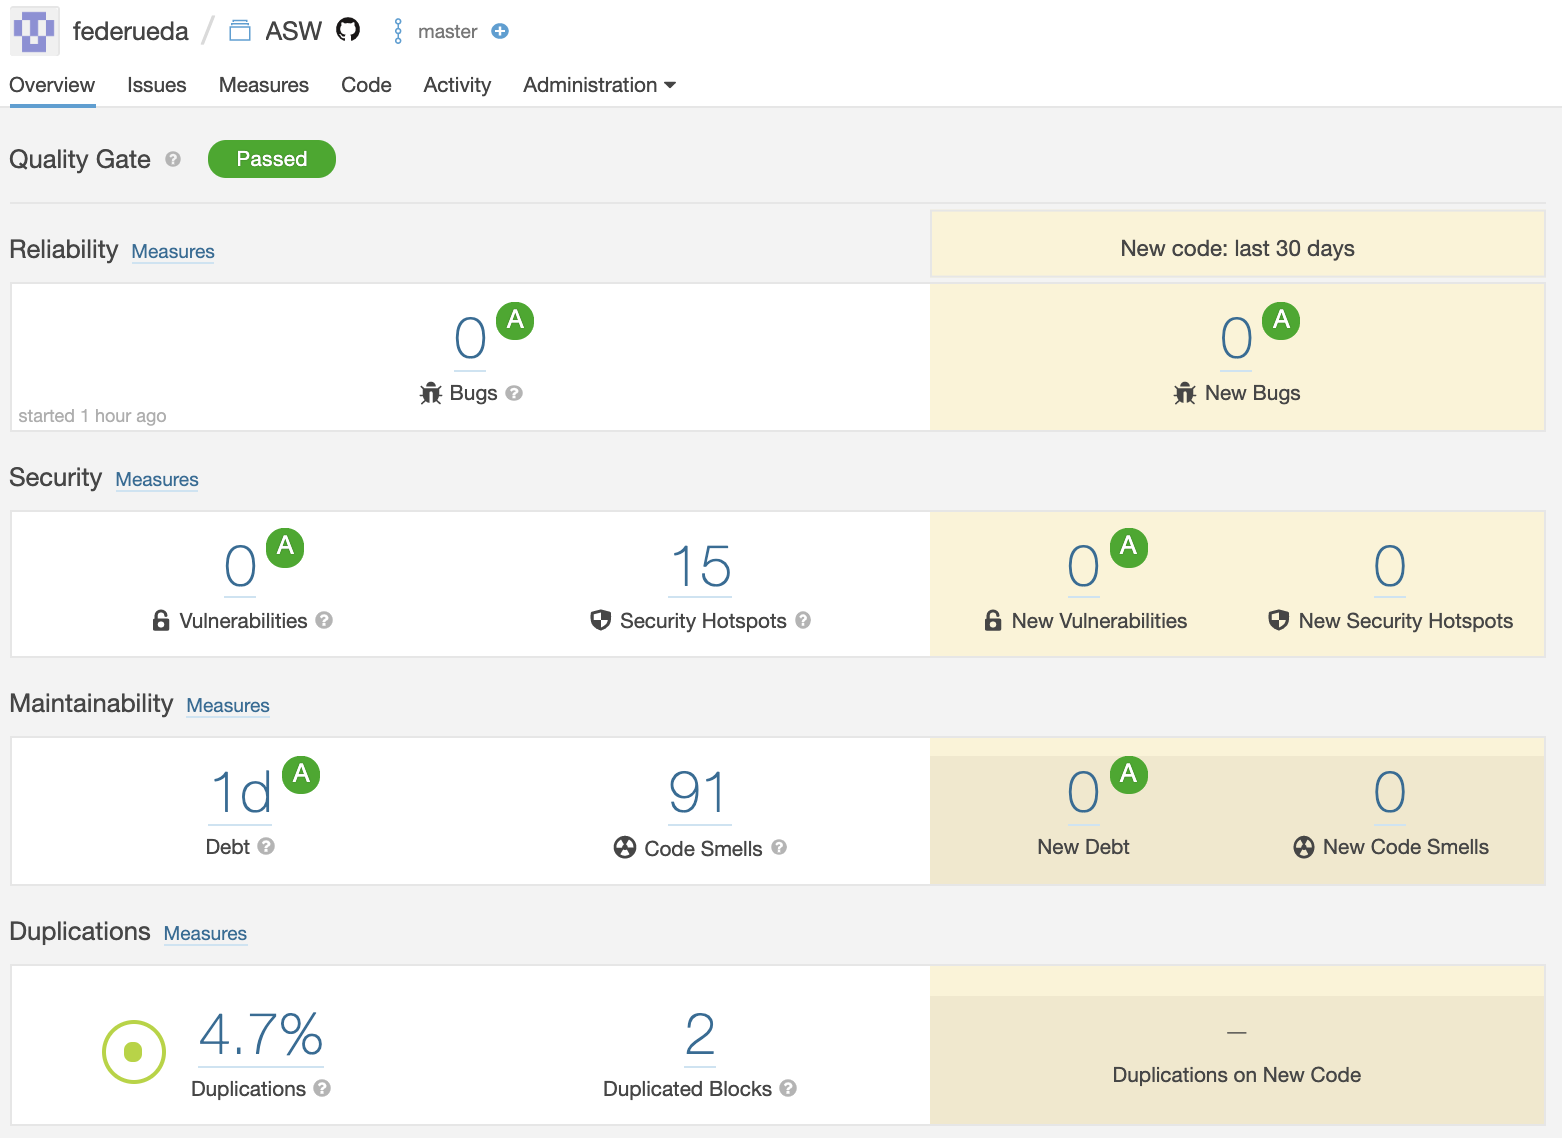 federueda / ASW master
Overview Issues Measures Code Activity Administration
Quality Gate ? Passed
Reliability Measures
New code: last 30 days
0 A
Bugs ?
started 1 hour ago
0 A
New Bugs
Security Measures
0 A
Vulnerabilities ?
15
Security Hotspots ?
0 A
New Vulnerabilities
0
New Security Hotspots
Maintainability Measures
1d A
Debt ?
91
Code Smells ?
0 A
New Debt
0
New Code Smells
Duplications Measures
4.7%
Duplications ?
2
Duplicated Blocks ?
—
Duplications on New Code